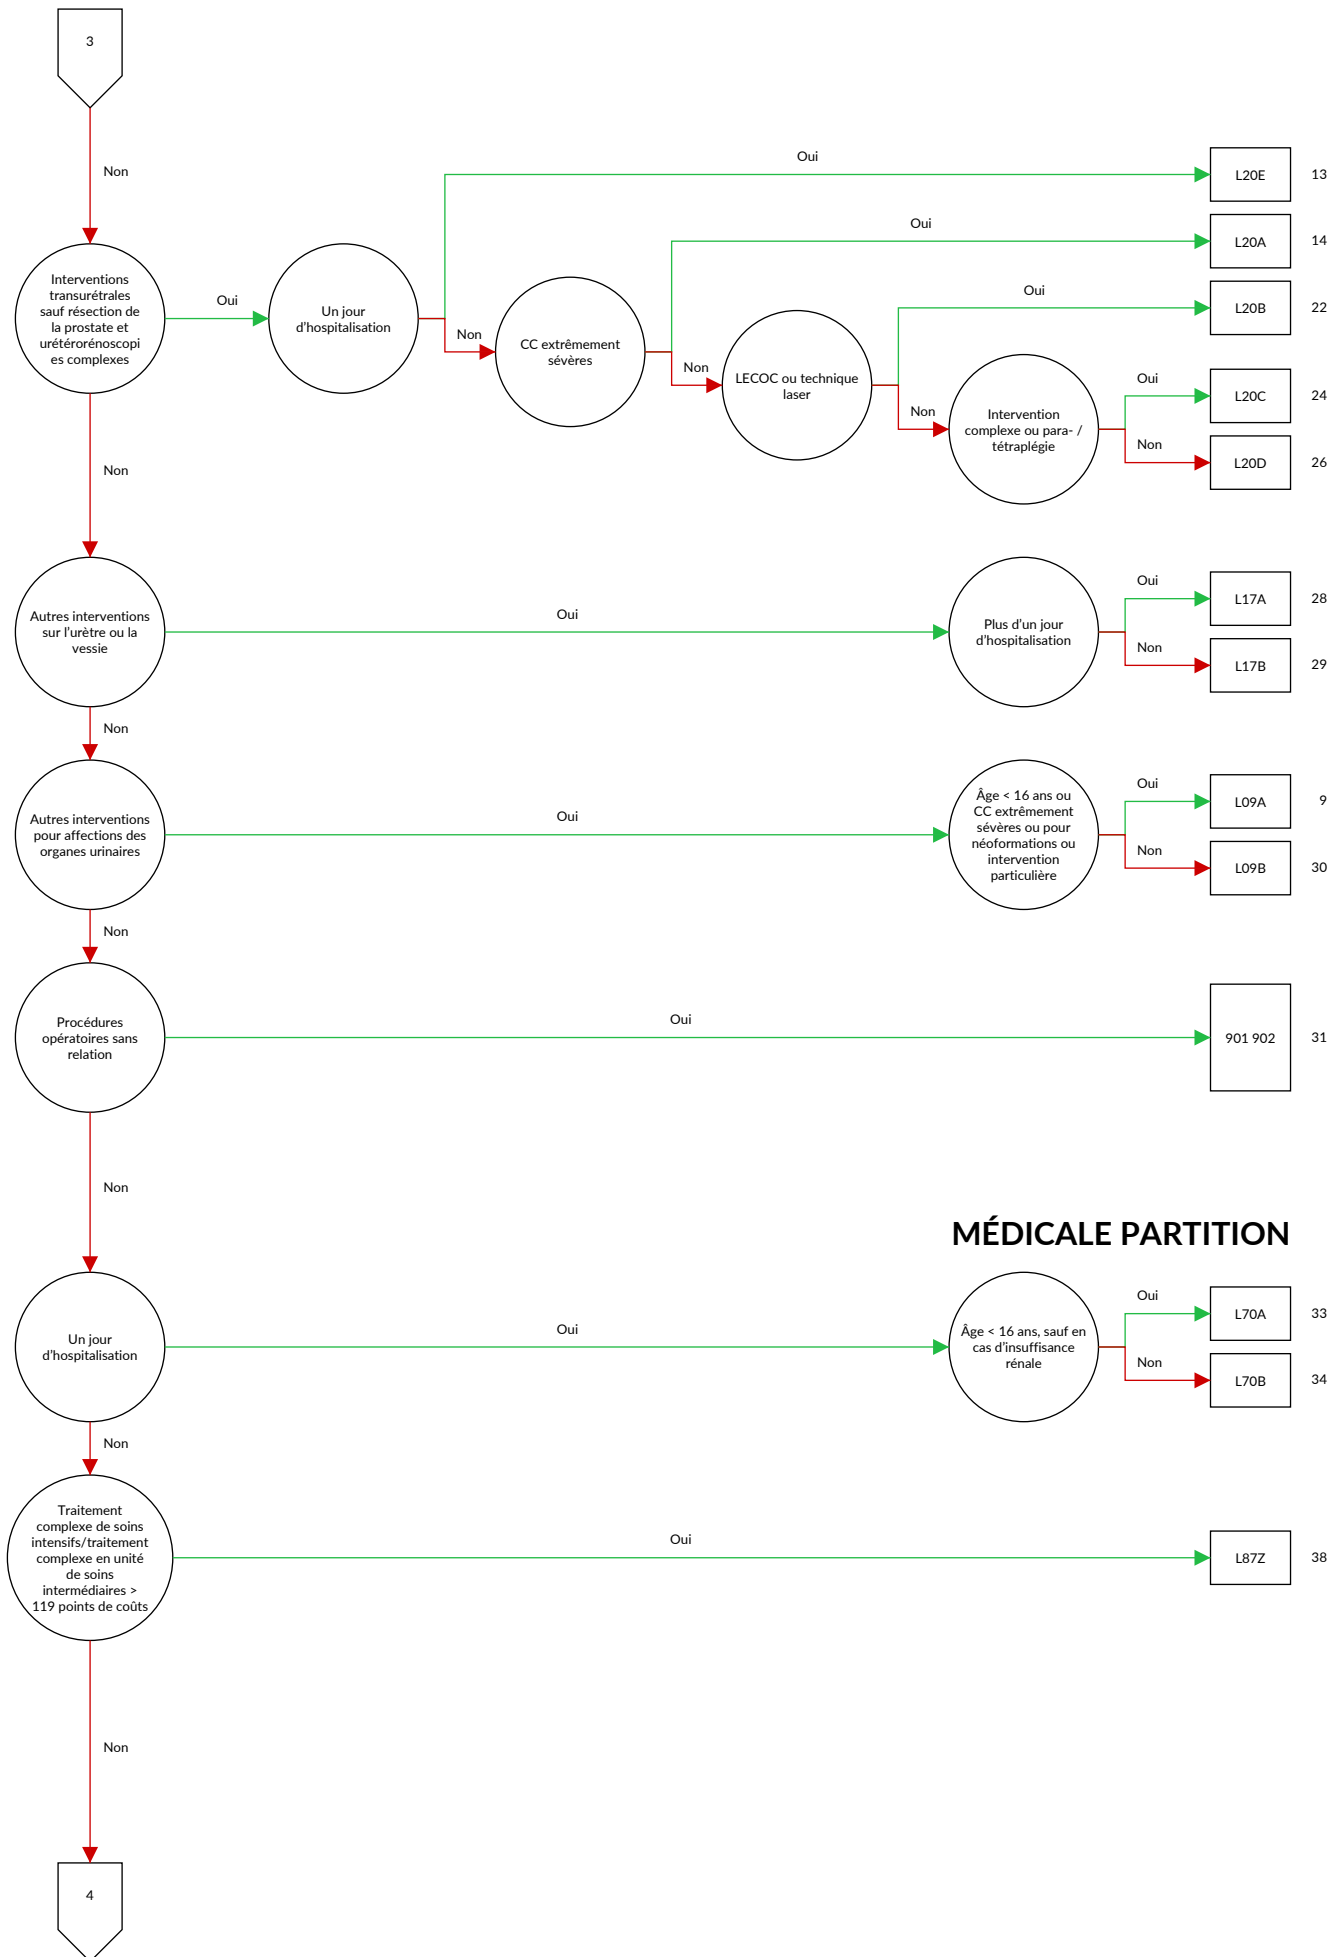 3
Non
Oui
L20E
13
Oui
L20A
14
Interventions
transurétrales
sauf résection de
la prostate et
urétérorénoscopi
es complexes
Oui
Un jour
d'hospitalisation
Non
CC extrêmement
sévères
Non
LECOC ou technique
laser
Oui
L20B
22
Non
Intervention
complexe ou para- /
tétraplégie
Oui
L20C
24
Non
L20D
26
Non
Autres interventions
sur l'urètre ou la
vessie
Oui
Plus d'un jour
d'hospitalisation
Oui
L17A
28
Non
L17B
29
Non
Autres interventions
pour affections des
organes urinaires
Oui
Âge < 16 ans ou
CC extrêmement
sévères ou pour
néoformations ou
intervention
particulière
Oui
L09A
9
Non
L09B
30
Non
Procédures
opératoires sans
relation
Oui
901 902
31
Non
MÉDICALE PARTITION
Un jour
d'hospitalisation
Oui
Âge < 16 ans, sauf en
cas d'insuffisance
rénale
Oui
L70A
33
Non
L70B
34
Non
Traitement
complexe de soins
intensifs/traitement
complexe en unité
de soins
intermédiaires >
119 points de coûts
Oui
L87Z
38
Non
4